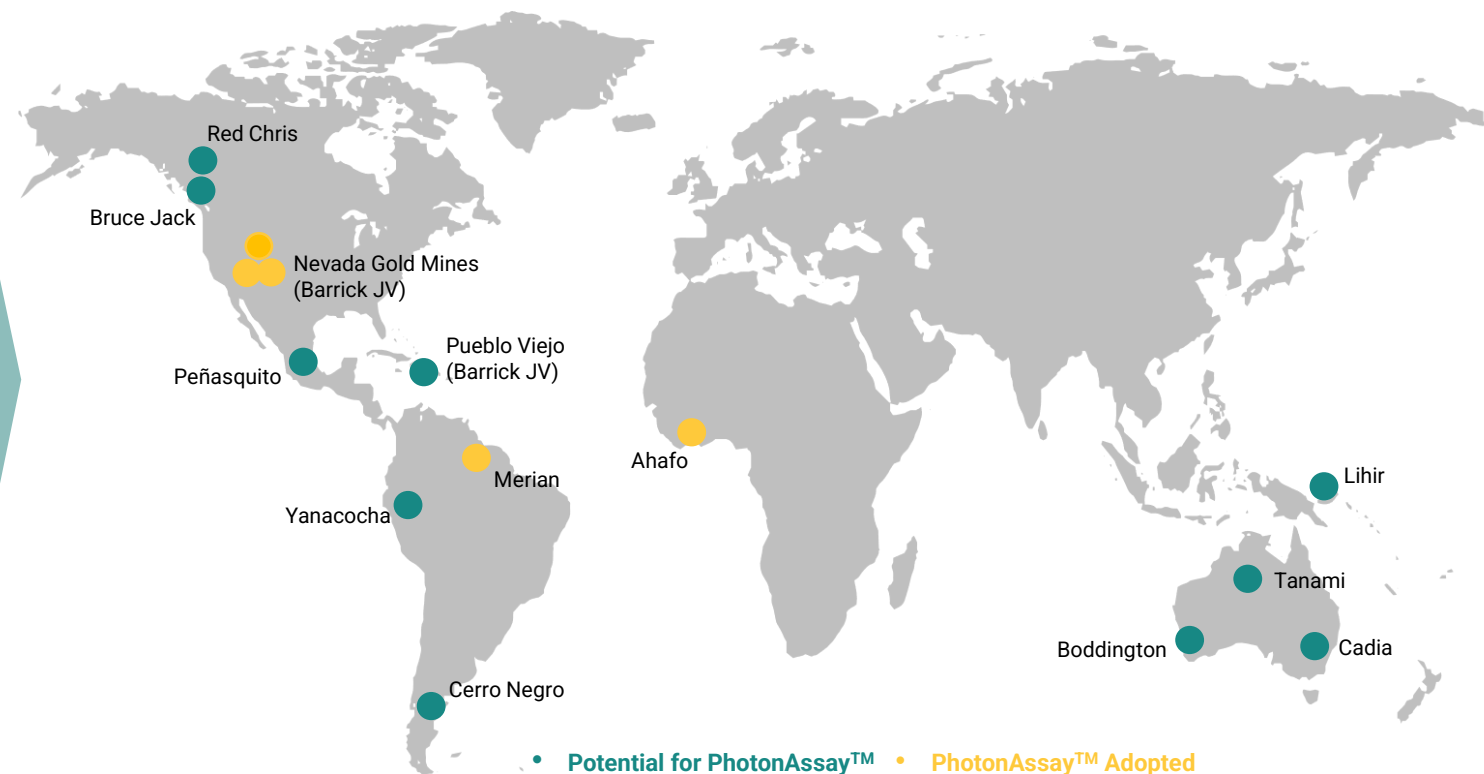 Red Chris
Bruce Jack
Nevada Gold Mines
(Barrick JV)
Pueblo Viejo
(Barrick JV)
Peñasquito
Ahafo
Merian
Lihir
Yanacocha
Tanami
Boddington
Cadia
Cerro Negro
• Potential for PhotonAssay™ • PhotonAssay™ Adopted